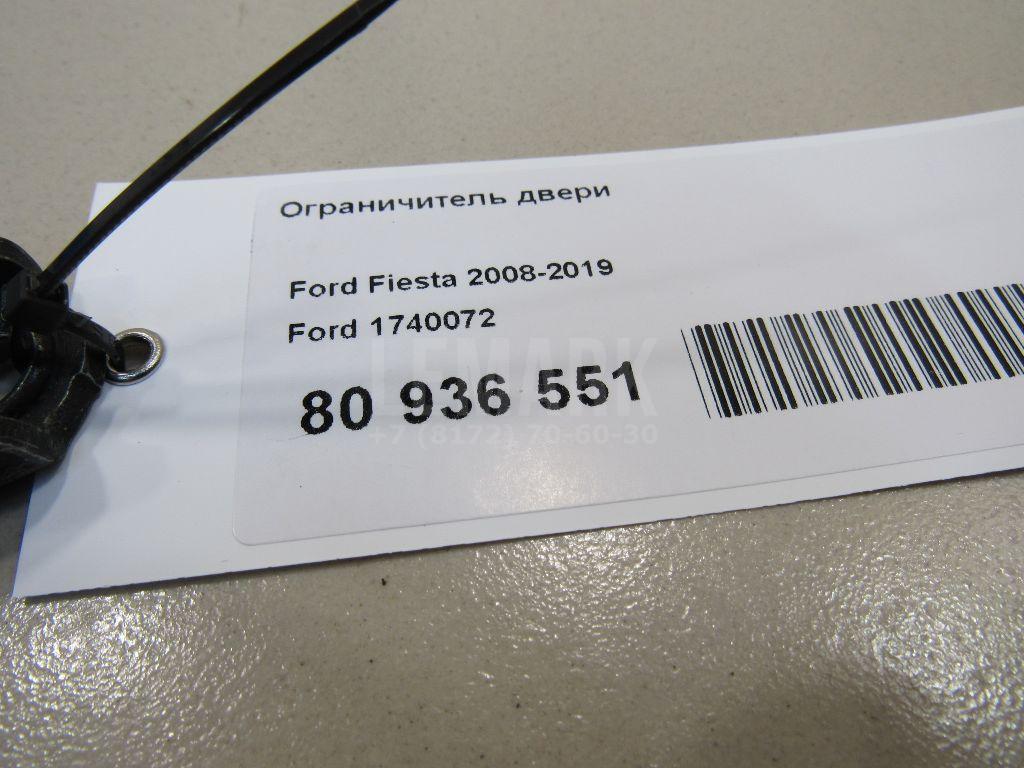 Ограничитель двери
Ford Fiesta 2008-2019
Ford 1740072
80 936 551
LEMARK
+7 (8172) 70-60-30